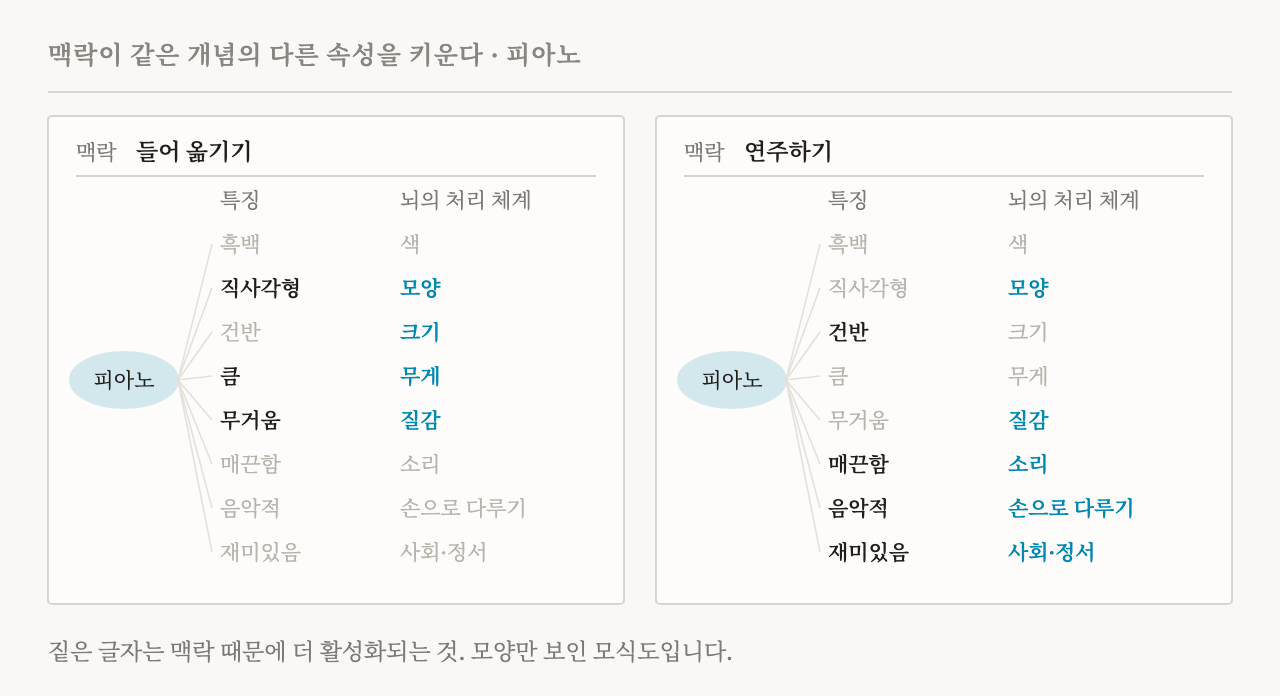 맥락이 같은 개념의 다른 속성을 키운다 · 피아노
맥락 들어 옮기기
특징 뇌의 처리 체계
흑백 색
직사각형 모양
건반 크기
피아노
큼 무게
무거움 질감
매끈함 소리
음악적 손으로 다루기
재미있음 사회·정서
맥락 연주하기
특징 뇌의 처리 체계
흑백 색
직사각형 모양
건반 크기
피아노
큼 무게
무거움 질감
매끈함 소리
음악적 손으로 다루기
재미있음 사회·정서
짙은 글자는 맥락 때문에 더 활성화되는 것. 모양만 보인 모식도입니다.